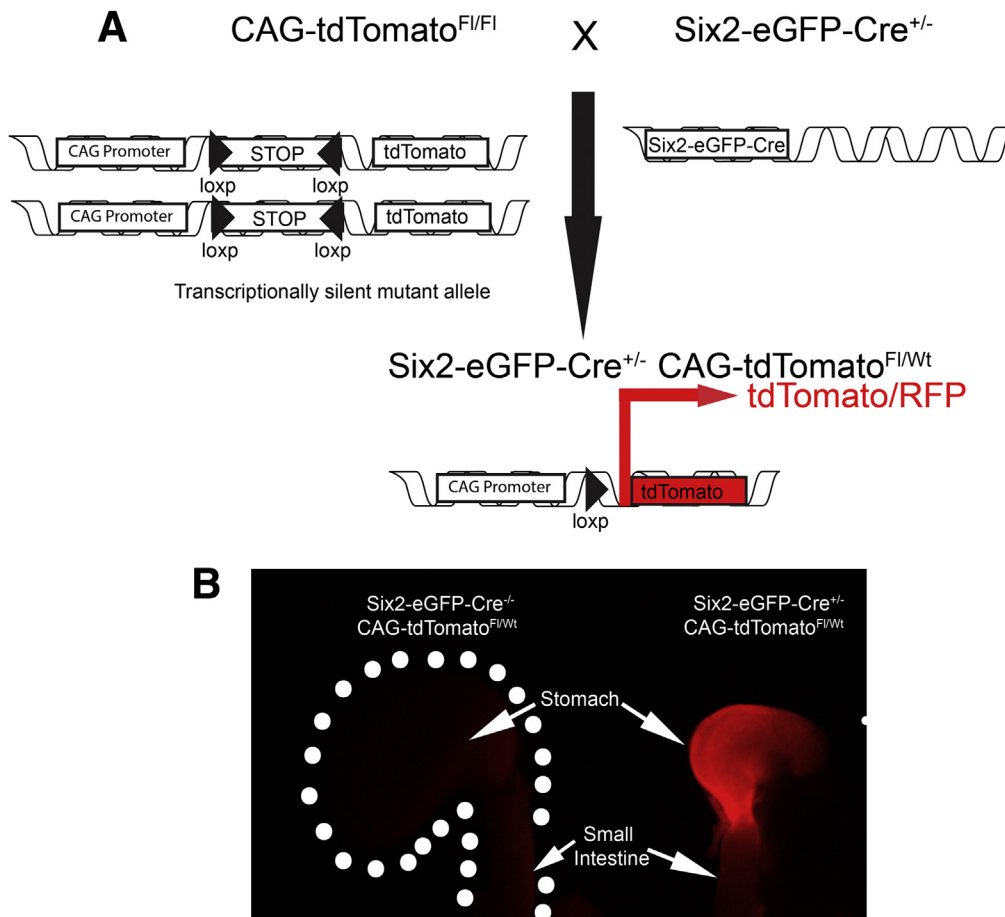 A
CAG-tdTomato^Fl/Fl X Six2-eGFP-Cre^+/-
CAG Promoter STOP tdTomato
loxp loxp
Six2-eGFP-Cre
CAG Promoter STOP tdTomato
loxp loxp
Transcriptionally silent mutant allele
Six2-eGFP-Cre^+/- CAG-tdTomato^Fl/Wt
tdTomato/RFP
CAG Promoter tdTomato
loxp
B
Six2-eGFP-Cre^-/-
CAG-tdTomato^Fl/Wt
Six2-eGFP-Cre^+/-
CAG-tdTomato^Fl/Wt
Stomach
Small
Intestine